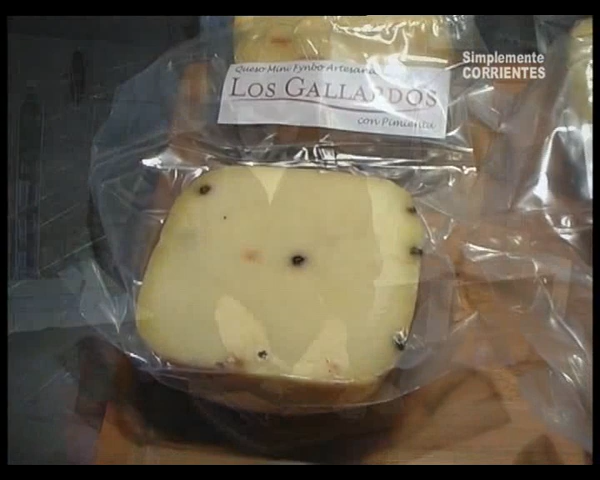 Simplemente
CORRIENTES
Queso Mini Fynbo Artesanal
LOS GALLARDOS
con Pimienta